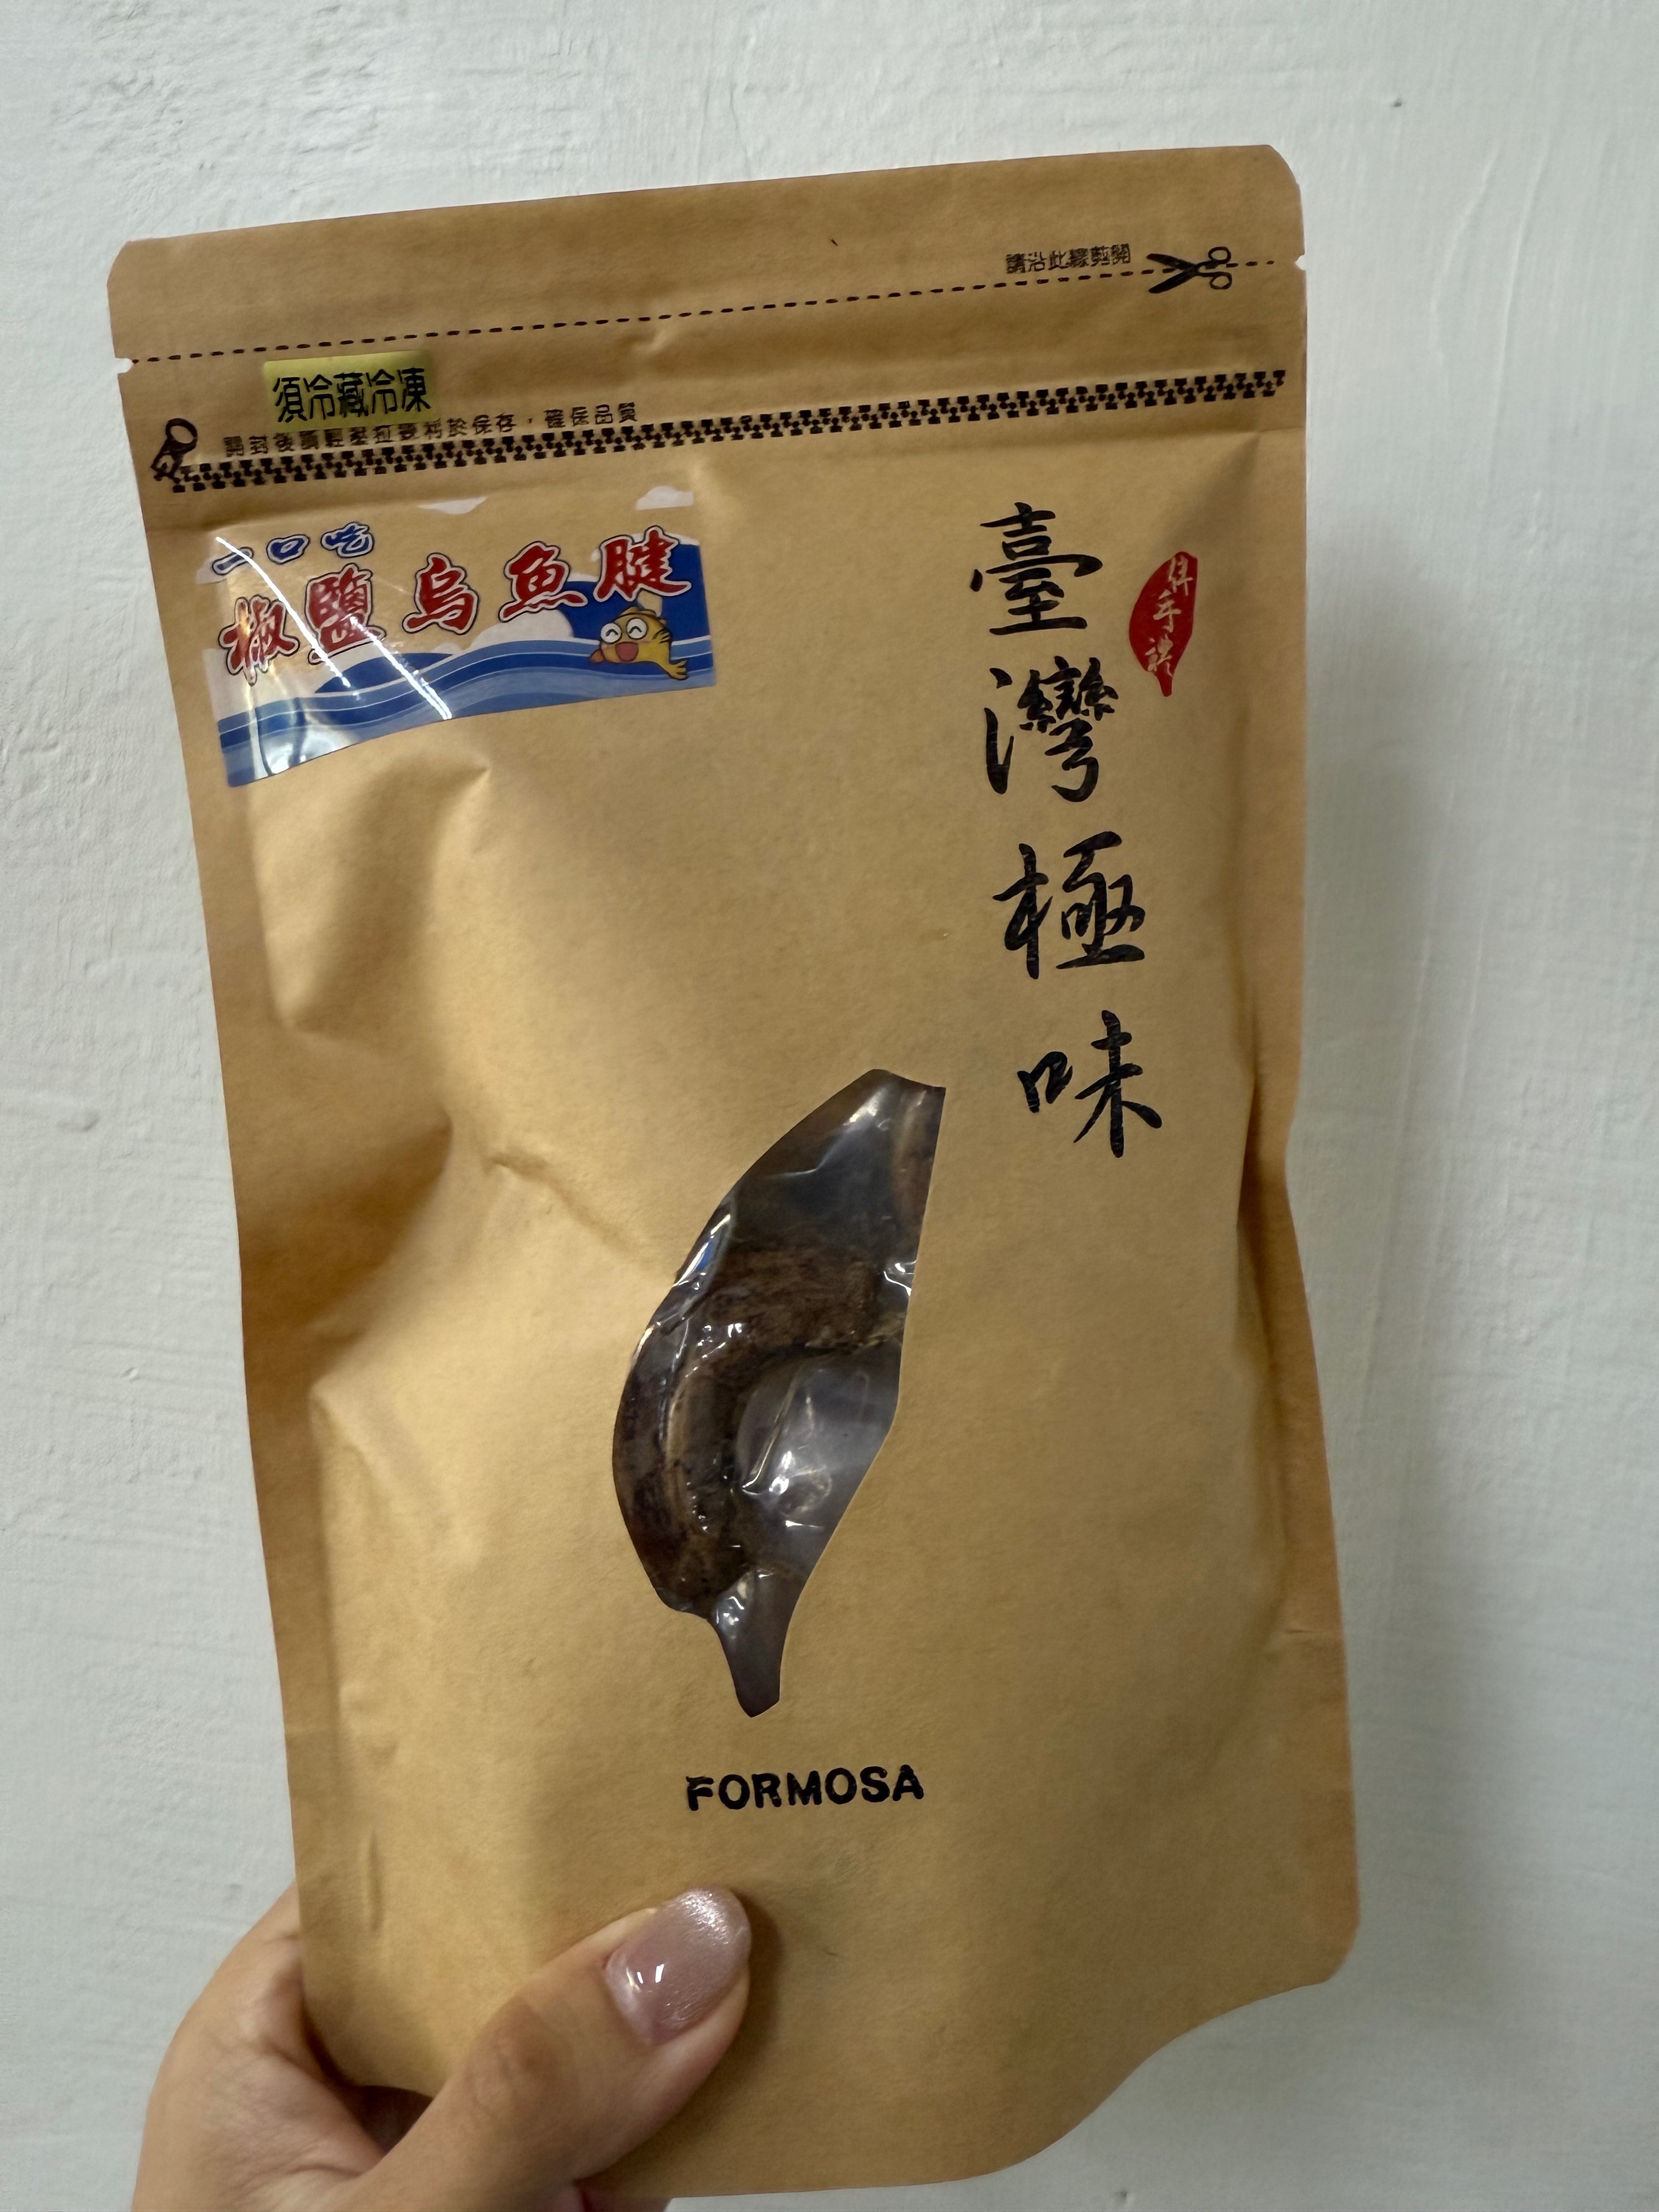 請沿此線剪開
須冷藏冷凍
開封後請輕壓拉鏈利於保存，確保品質
一口吃
椒鹽烏魚腱
臺灣極味
伴手禮
FORMOSA